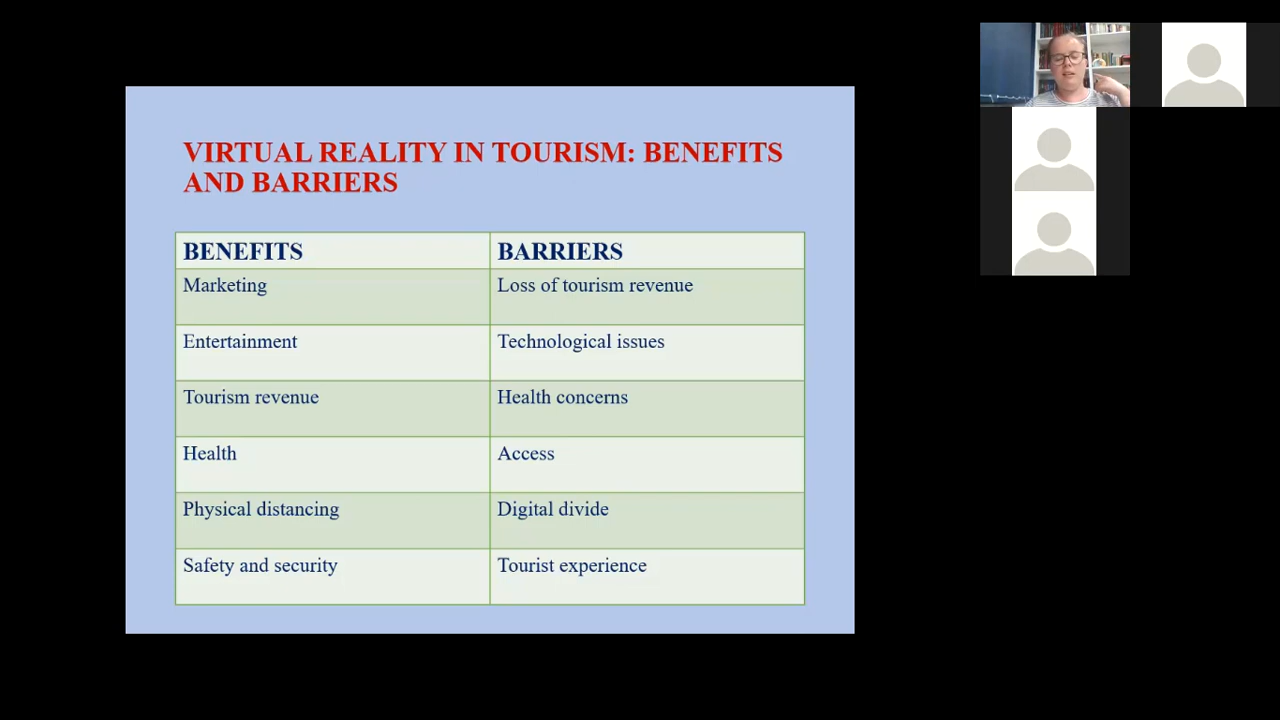 VIRTUAL REALITY IN TOURISM: BENEFITS
AND BARRIERS
BENEFITS
BARRIERS
Marketing
Loss of tourism revenue
Entertainment
Technological issues
Tourism revenue
Health concerns
Health
Access
Physical distancing
Digital divide
Safety and security
Tourist experience